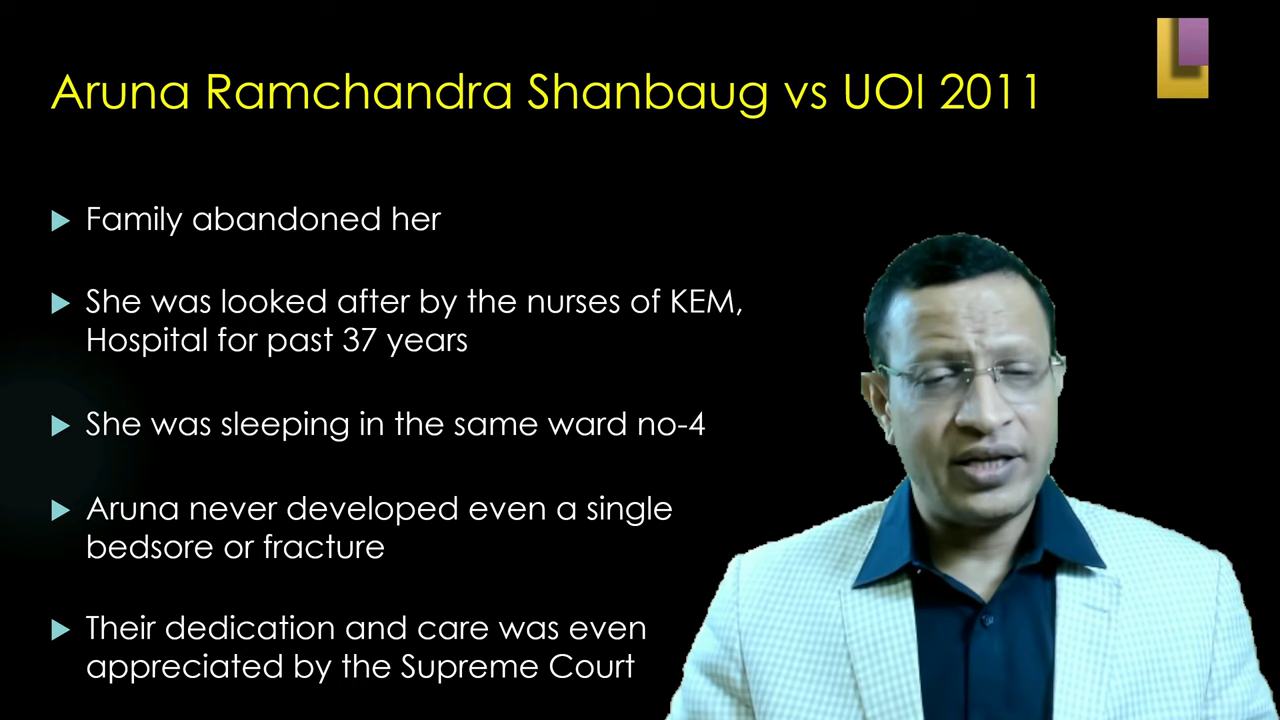 Aruna Ramchandra Shanbaug vs UOI 2011
Family abandoned her
She was looked after by the nurses of KEM,
Hospital for past 37 years
She was sleeping in the same ward no-4
Aruna never developed even a single
bedsore or fracture
Their dedication and care was even
appreciated by the Supreme Court